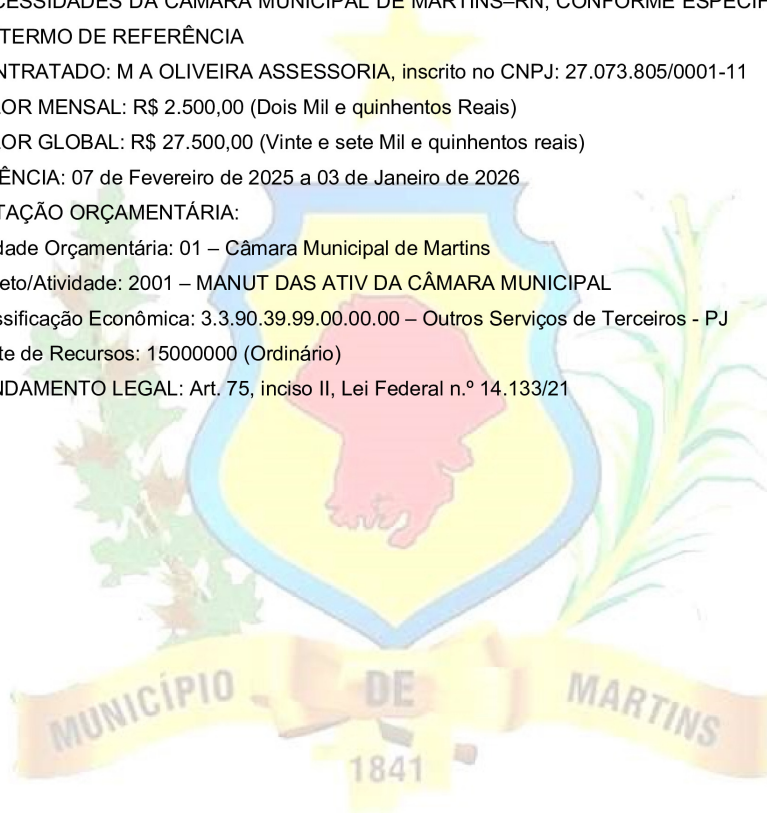 CESSIDADES DA CÂMARA MUNICIPAL DE MARTINS–RN, CONFORME ESPECIF
TERMO DE REFERÊNCIA
NTRATADO: M A OLIVEIRA ASSESSORIA, inscrito no CNPJ: 27.073.805/0001-11
OR MENSAL: R$ 2.500,00 (Dois Mil e quinhentos Reais)
OR GLOBAL: R$ 27.500,00 (Vinte e sete Mil e quinhentos reais)
ÊNCIA: 07 de Fevereiro de 2025 a 03 de Janeiro de 2026
TAÇÃO ORÇAMENTÁRIA:
dade Orçamentária: 01 – Câmara Municipal de Martins
eto/Atividade: 2001 – MANUT DAS ATIV DA CÂMARA MUNICIPAL
ssificação Econômica: 3.3.90.39.99.00.00.00 – Outros Serviços de Terceiros - PJ
te de Recursos: 15000000 (Ordinário)
NDAMENTO LEGAL: Art. 75, inciso II, Lei Federal n.º 14.133/21
MUNICÍPIO DE MARTINS
1841